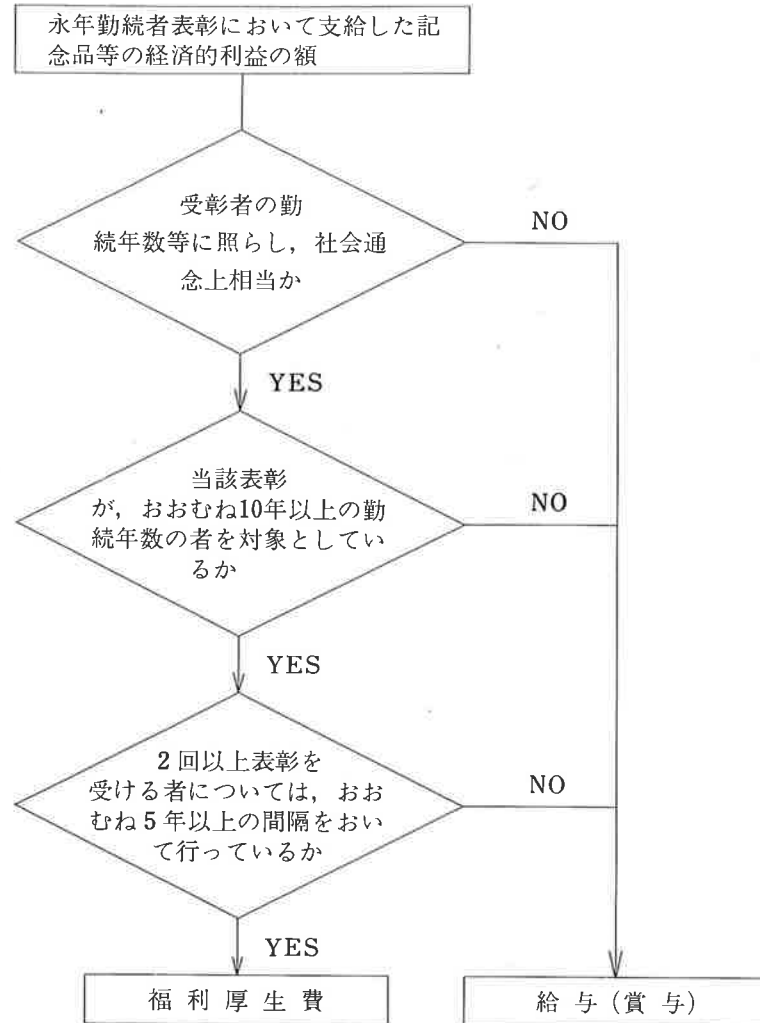 永年勤続者表彰において支給した記
念品等の経済的利益の額
受彰者の勤
続年数等に照らし，社会通
念上相当か
NO
YES
当該表彰
が，おおむね10年以上の勤
続年数の者を対象としてい
るか
NO
YES
2回以上表彰を
受ける者については，おお
むね5年以上の間隔をおい
て行っているか
NO
YES
福利厚生費
給与(賞与)